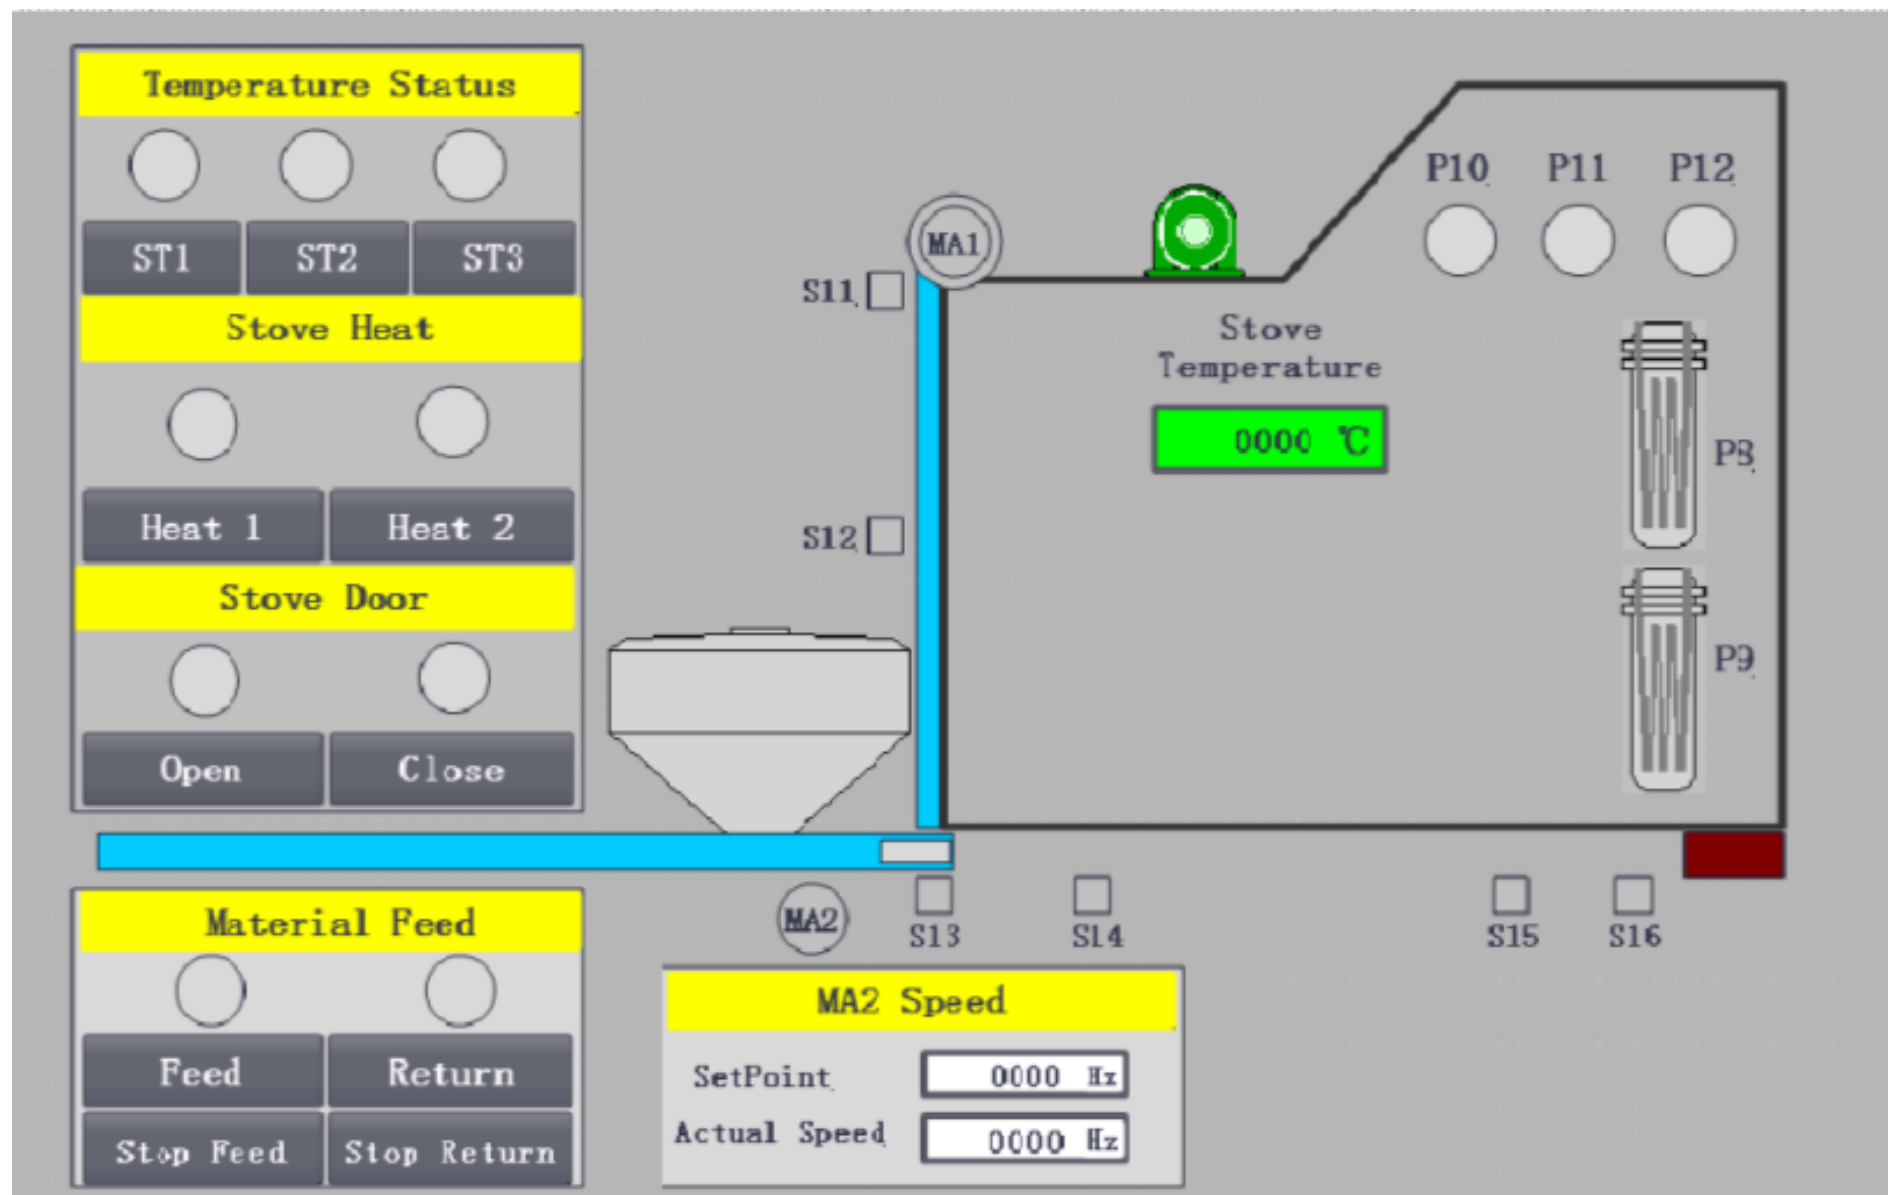 Temperature Status
ST1 ST2 ST3
Stove Heat
Heat 1 Heat 2
Stove Door
Open Close
Material Feed
Feed Return
Stop Feed Stop Return
MA1
S11
S12
Stove
Temperature
0000 ℃
P10 P11 P12
P8
P9
MA2
S13 S14 S15 S16
MA2 Speed
SetPoint 0000 Hz
Actual Speed 0000 Hz